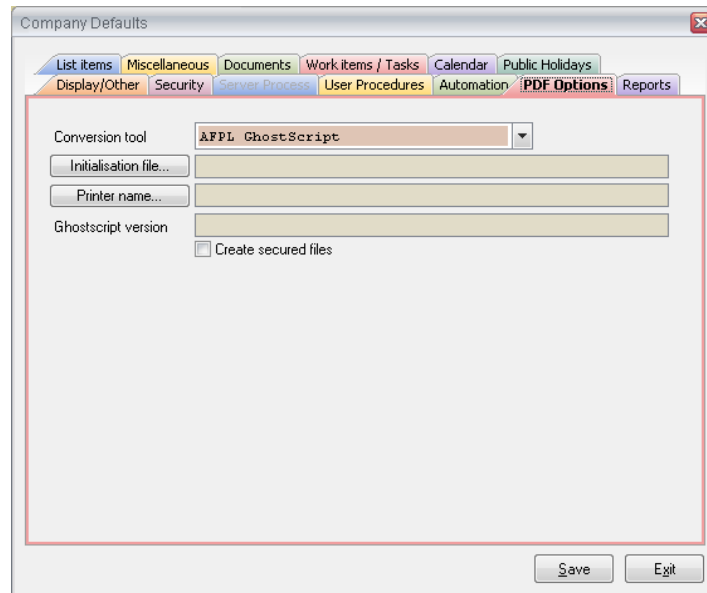 Company Defaults
List items Miscellaneous Documents Work items / Tasks Calendar Public Holidays
Display/Other Security Server Process User Procedures Automation PDF Options Reports
Conversion tool AFPL GhostScript
Initialisation file...
Printer name...
Ghostscript version
Create secured files
Save Exit